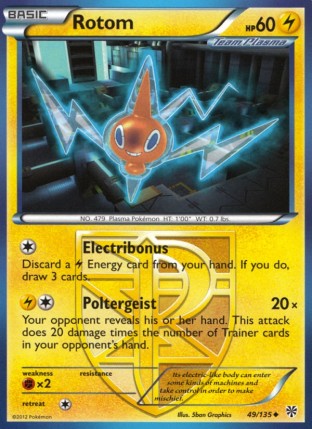 BASIC
Rotom
HP60
Team Plasma
NO. 479 Plasma Pokémon HT: 1'00" WT: 0.7 lbs.
Electribonus
Discard a Energy card from your hand. If you do,
draw 3 cards.
Poltergeist 20×
Your opponent reveals his or her hand. This attack
does 20 damage times the number of Trainer cards
in your opponent's hand.
weakness resistance
×2
retreat
Its electric-like body can enter
some kinds of machines and
take control in order to make
mischief.
©2012 Pokémon
Illus. 5ban Graphics
49/135